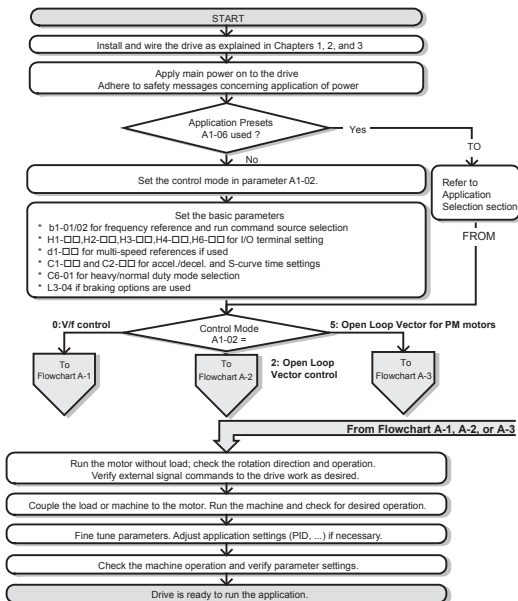 START
Install and wire the drive as explained in Chapters 1, 2, and 3
Apply main power on to the drive
Adhere to safety messages concerning application of power
Application Presets
A1-06 used ?
Yes
No
TO
Set the control mode in parameter A1-02.
Refer to
Application
Selection section
FROM
Set the basic parameters
* b1-01/02 for frequency reference and run command source selection
* H1-□□,H2-□□,H3-□□,H4-□□,H6-□□ for I/O terminal setting
* d1-□□ for multi-speed references if used
* C1-□□ and C2-□□ for accel./decel. and S-curve time settings
* C6-01 for heavy/normal duty mode selection
* L3-04 if braking options are used
0:V/f control
Control Mode
A1-02 =
5: Open Loop Vector for PM motors
To
Flowchart A-1
To
Flowchart A-2
2: Open Loop
Vector control
To
Flowchart A-3
From Flowchart A-1, A-2, or A-3
Run the motor without load; check the rotation direction and operation.
Verify external signal commands to the drive work as desired.
Couple the load or machine to the motor. Run the machine and check for desired operation.
Fine tune parameters. Adjust application settings (PID, ...) if necessary.
Check the machine operation and verify parameter settings.
Drive is ready to run the application.